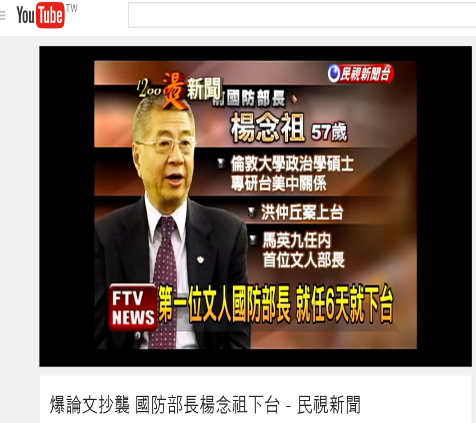 YouTube TW
民視新聞台
1200 燙新聞
前國防部長
楊念祖 57歲
倫敦大學政治學碩士
專研台美中關係
洪仲丘案上台
馬英九任內
首位文人部長
FTV
NEWS
第一位文人國防部長 就任6天就下台
爆論文抄襲 國防部長楊念祖下台 - 民視新聞